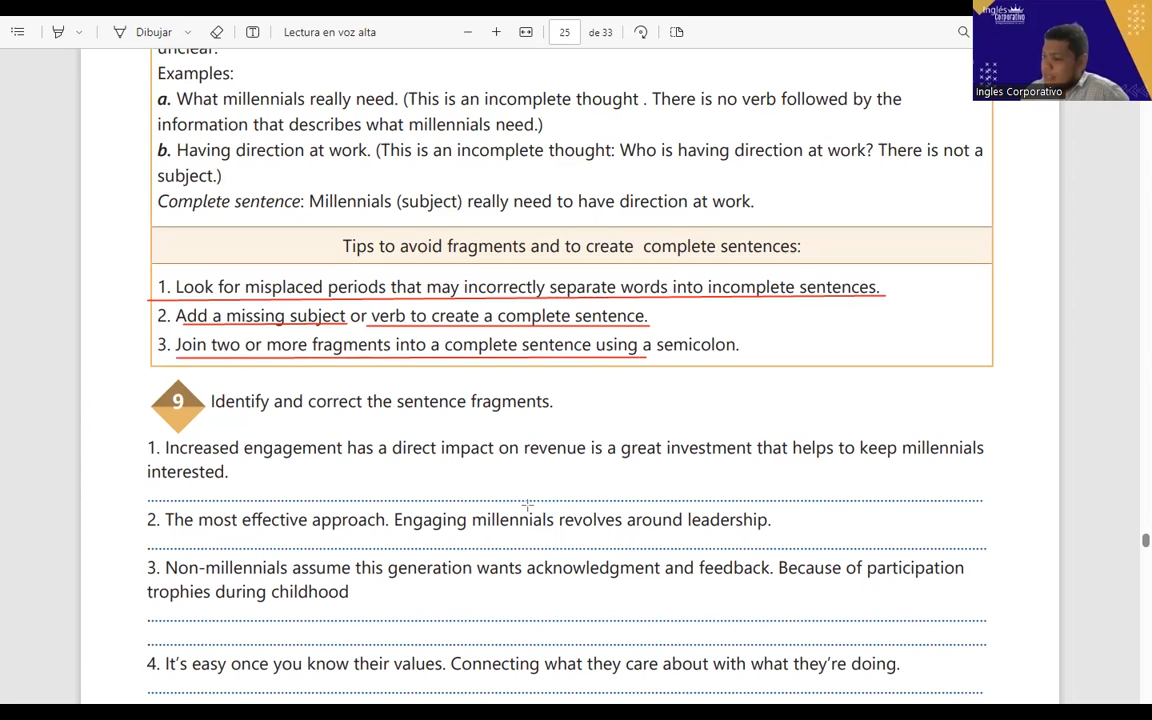 Dibujar
Lectura en voz alta
25
de 33
Inglés
Corporativo
Ingles Corporativo
unclear.
Examples:
a. What millennials really need. (This is an incomplete thought . There is no verb followed by the
information that describes what millennials need.)
b. Having direction at work. (This is an incomplete thought: Who is having direction at work? There is not a
subject.)
Complete sentence: Millennials (subject) really need to have direction at work.
Tips to avoid fragments and to create complete sentences:
1. Look for misplaced periods that may incorrectly separate words into incomplete sentences.
2. Add a missing subject or verb to create a complete sentence.
3. Join two or more fragments into a complete sentence using a semicolon.
9 Identify and correct the sentence fragments.
1. Increased engagement has a direct impact on revenue is a great investment that helps to keep millennials
interested.
2. The most effective approach. Engaging millennials revolves around leadership.
3. Non-millennials assume this generation wants acknowledgment and feedback. Because of participation
trophies during childhood
4. It's easy once you know their values. Connecting what they care about with what they're doing.